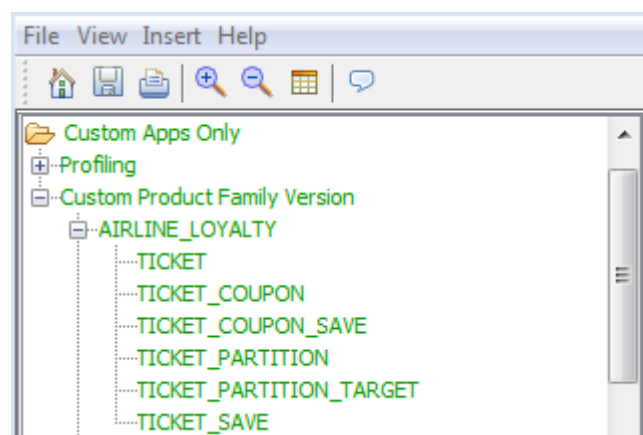 File View Insert Help
Custom Apps Only
Profiling
Custom Product Family Version
AIRLINE_LOYALTY
TICKET
TICKET_COUPON
TICKET_COUPON_SAVE
TICKET_PARTITION
TICKET_PARTITION_TARGET
TICKET_SAVE